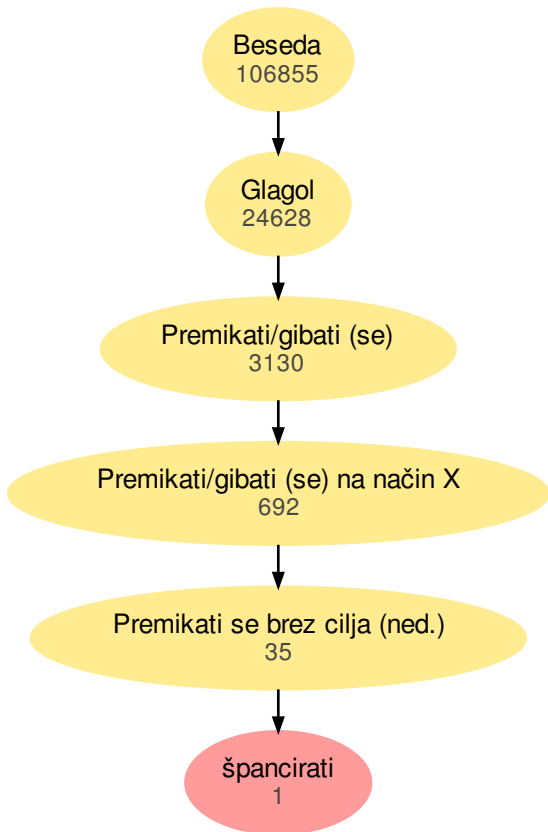 Beseda
106855
Glagol
24628
Premikati/gibati (se)
3130
Premikati/gibati (se) na način X
692
Premikati se brez cilja (ned.)
35
špancirati
1